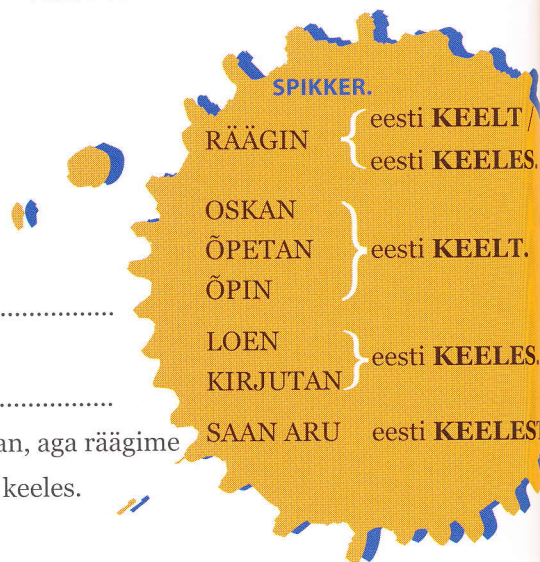 SPIKKER.
RÄÄGIN
eesti KEELT /
eesti KEELES.
OSKAN
ÕPETAN
ÕPIN
eesti KEELT.
LOEN
KIRJUTAN
eesti KEELES.
SAAN ARU eesti KEELEST
....................
....................
an, aga räägime
keeles.